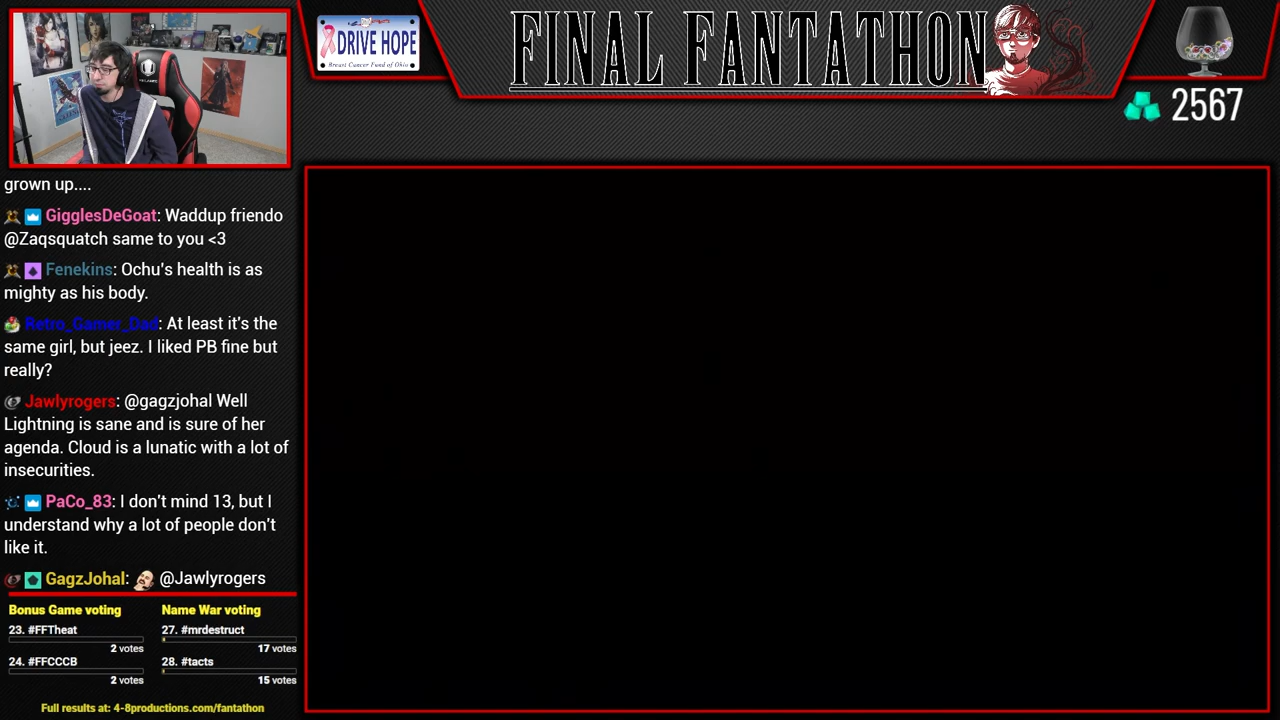 DRIVE HOPE
Breast Cancer Fund of Ohio
FINAL FANTATHON
2567
grown up....
GigglesDeGoat: Waddup friendo
@Zaqsquatch same to you <3
Fenekins: Ochu's health is as
mighty as his body.
Retro_Gamer_Dad: At least it's the
same girl, but jeez. I liked PB fine but
really?
Jawlyrogers: @gagzjohal Well
Lightning is sane and is sure of her
agenda. Cloud is a lunatic with a lot of
insecurities.
PaCo_83: I don't mind 13, but I
understand why a lot of people don't
like it.
GagzJohal: @Jawlyrogers
Bonus Game voting
23. #FFTheat
2 votes
24. #FFCCCB
2 votes
Name War voting
27. #mrdestruct
17 votes
28. #tacts
15 votes
Full results at: 4-8productions.com/fantathon